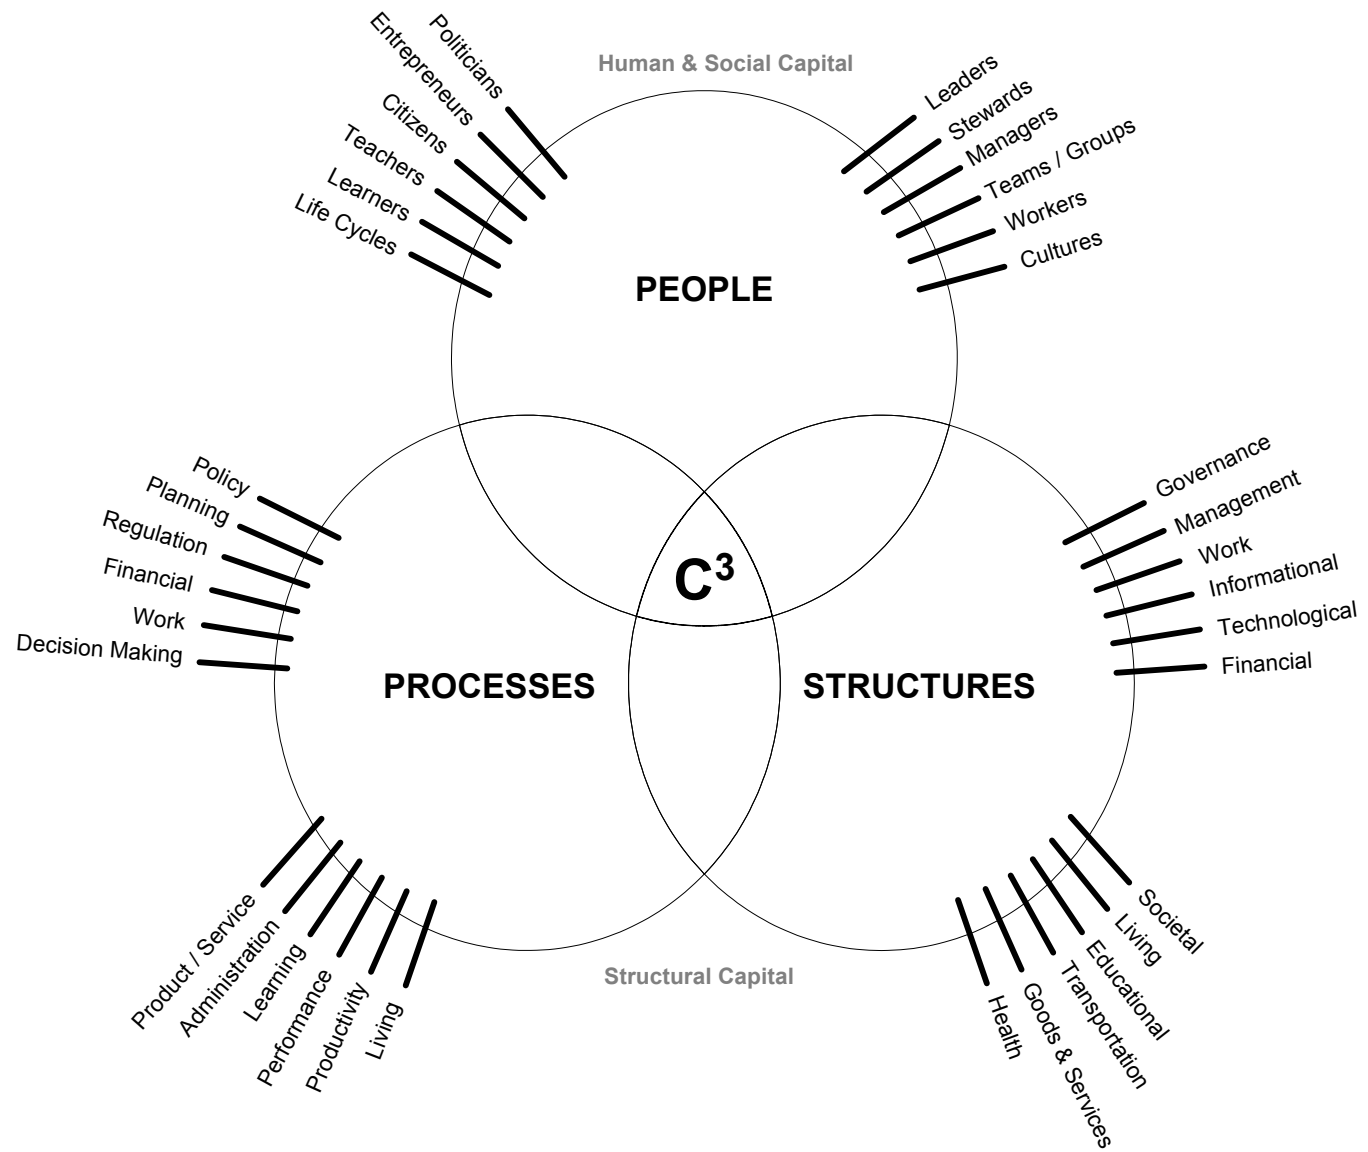 Human & Social Capital
Politicians
Entrepreneurs
Citizens
Teachers
Learners
Life Cycles
Leaders
Stewards
Managers
Teams / Groups
Workers
Cultures
PEOPLE
Policy
Planning
Regulation
Financial
Work
Decision Making
Governance
Management
Work
Informational
Technological
Financial
C³
PROCESSES
STRUCTURES
Product / Service
Administration
Learning
Performance
Productivity
Living
Societal
Living
Educational
Transportation
Goods & Services
Health
Structural Capital